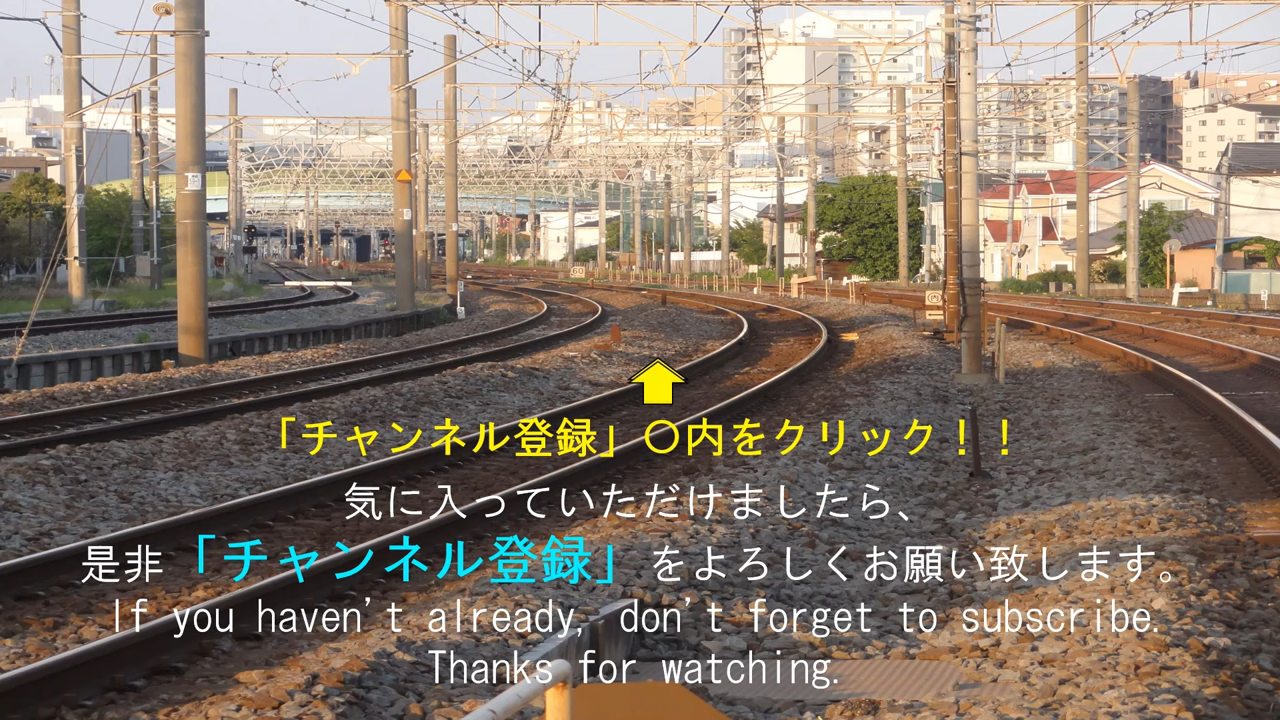 60
「チャンネル登録」〇内をクリック！！
気に入っていただけましたら、
是非「チャンネル登録」をよろしくお願い致します。
If you haven't already, don't forget to subscribe.
Thanks for watching.